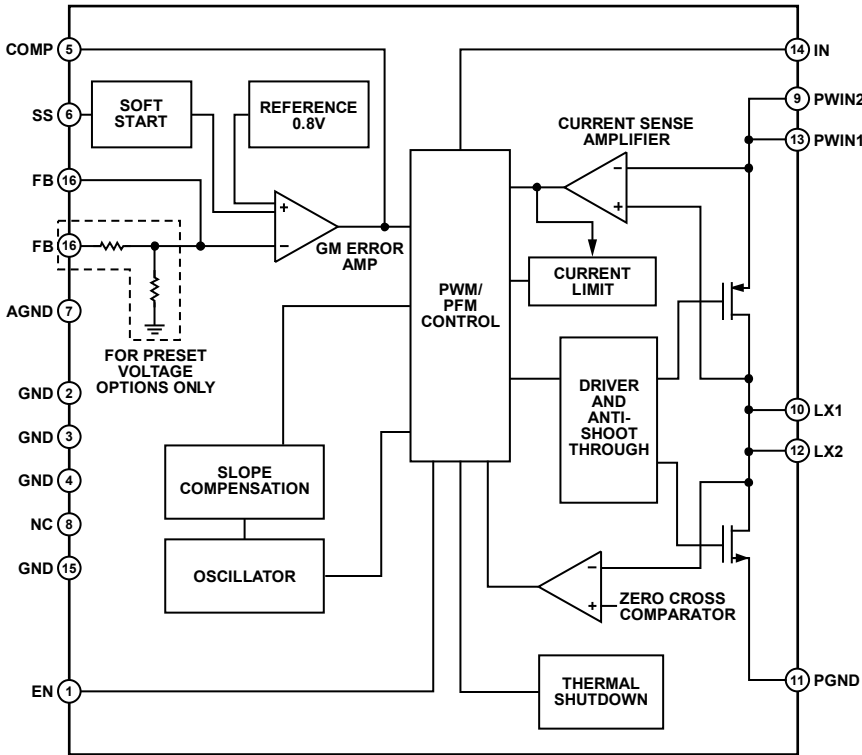 COMP 5
SS 6
FB 16
FB 16
AGND 7
GND 2
GND 3
GND 4
NC 8
GND 15
EN 1
SOFT
START
REFERENCE
0.8V
+
−
GM ERROR
AMP
FOR PRESET
VOLTAGE
OPTIONS ONLY
SLOPE
COMPENSATION
OSCILLATOR
PWM/
PFM
CONTROL
CURRENT SENSE
AMPLIFIER
−
+
CURRENT
LIMIT
DRIVER
AND
ANTI-
SHOOT
THROUGH
−
+
ZERO CROSS
COMPARATOR
THERMAL
SHUTDOWN
14 IN
9 PWIN2
13 PWIN1
10 LX1
12 LX2
11 PGND